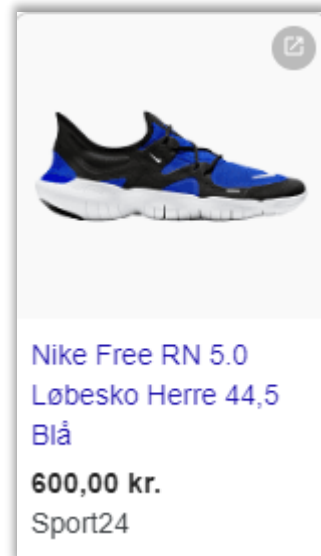 Nike Free RN 5.0
Løbesko Herre 44,5
Blå
600,00 kr.
Sport24